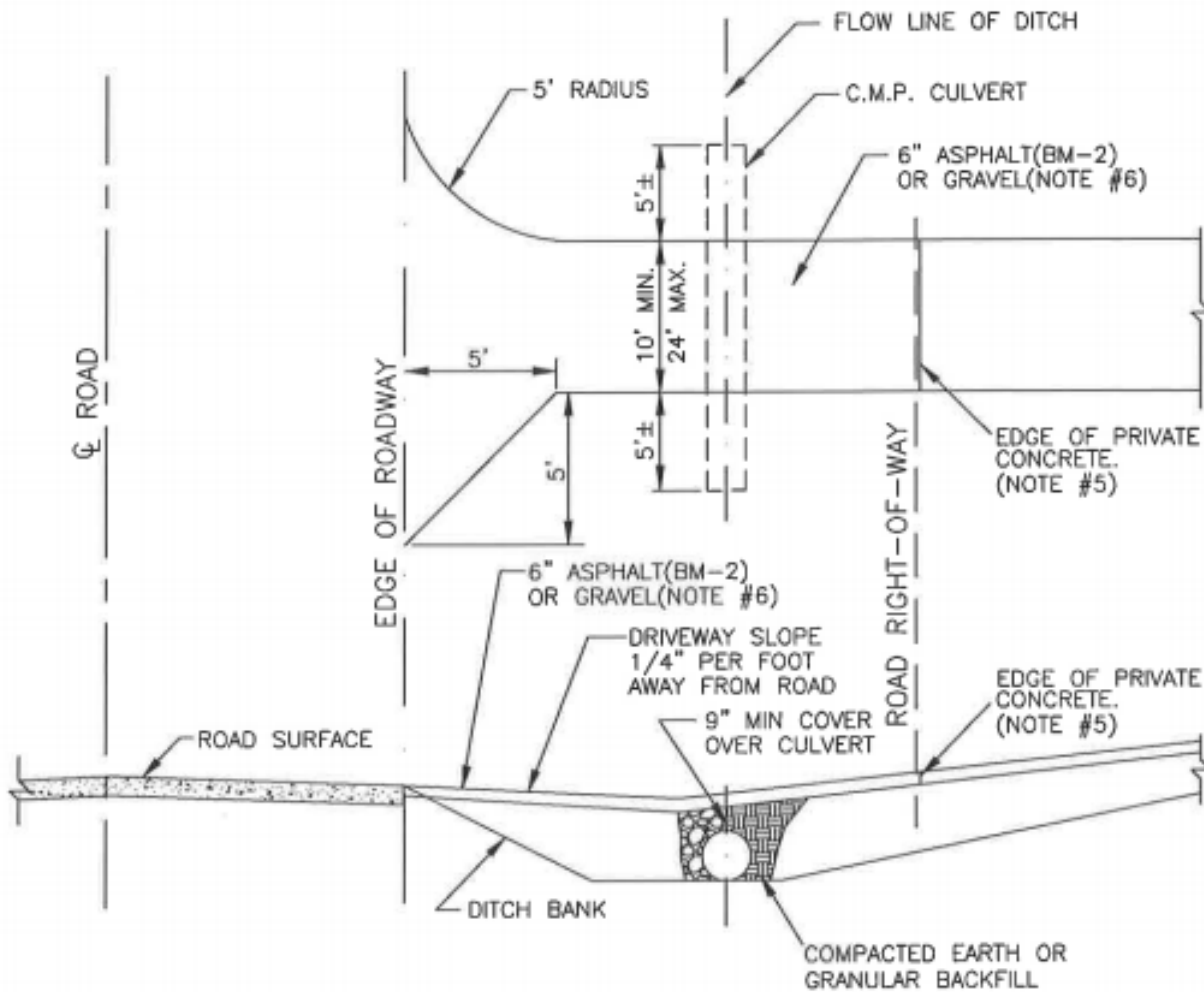 FLOW LINE OF DITCH
5' RADIUS
C.M.P. CULVERT
6" ASPHALT(BM-2)
OR GRAVEL(NOTE #6)
5'±
10' MIN.
24' MAX.
5'
5'±
5'
℄ ROAD
EDGE OF ROADWAY
ROAD RIGHT-OF-WAY
EDGE OF PRIVATE
CONCRETE.
(NOTE #5)
6" ASPHALT(BM-2)
OR GRAVEL(NOTE #6)
DRIVEWAY SLOPE
1/4" PER FOOT
AWAY FROM ROAD
9" MIN COVER
OVER CULVERT
EDGE OF PRIVATE
CONCRETE.
(NOTE #5)
ROAD SURFACE
DITCH BANK
COMPACTED EARTH OR
GRANULAR BACKFILL